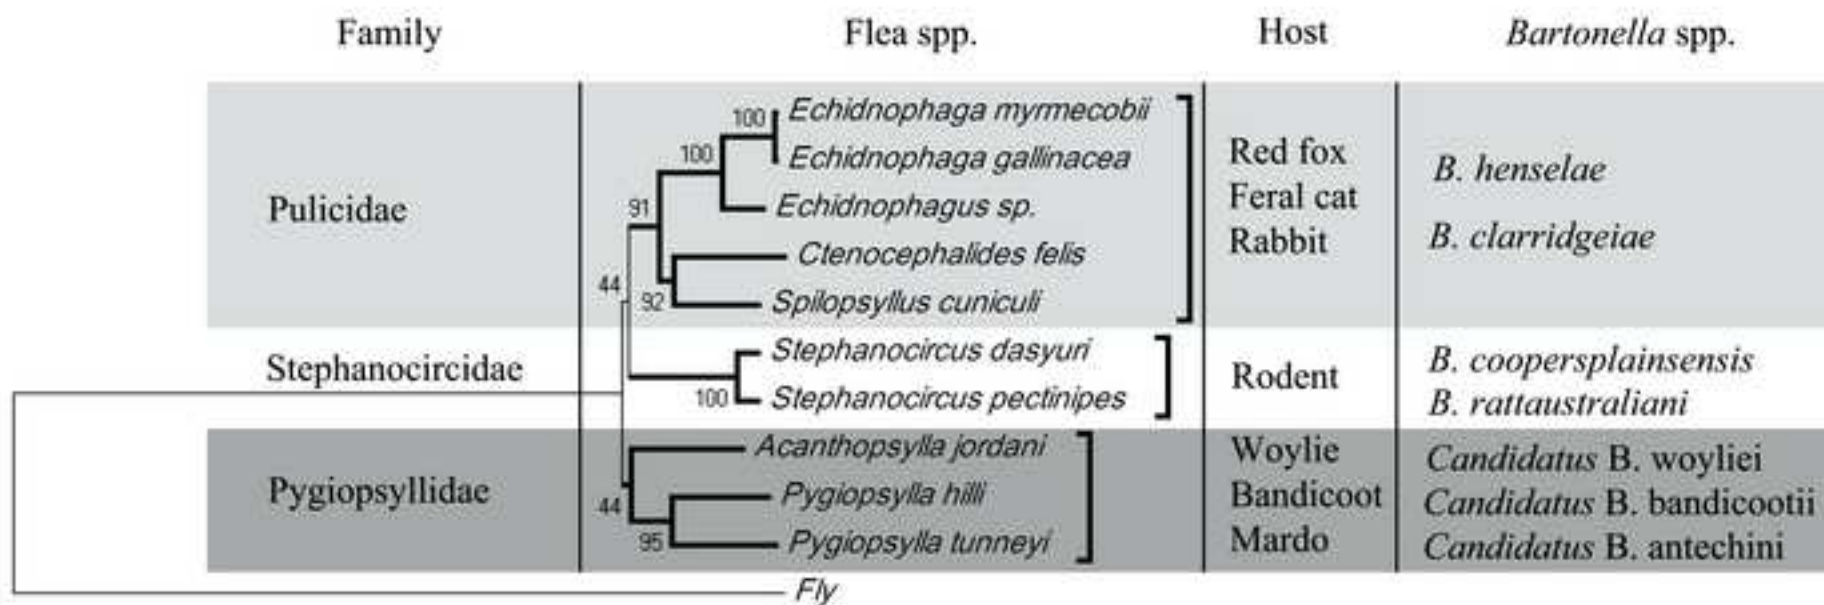 Family Flea spp. Host Bartonella spp.
100 Echidnophaga myrmecobii
100 Echidnophaga gallinacea
Red fox
B. henselae
Pulicidae
91 Echidnophagus sp.
Feral cat
Rabbit
B. clarridgeiae
Ctenocephalides felis
44
92 Spilopsyllus cuniculi
Stephanocircidae
Stephanocircus dasyuri
B. coopersplainsensis
Rodent
100 Stephanocircus pectinipes
B. rattaustraliani
Acanthopsylla jordani
Woylie
Candidatus B. woyliei
Pygiopsyllidae
44
Pygiopsylla hilli
Bandicoot
Candidatus B. bandicootii
95 Pygiopsylla tunneyi
Mardo
Candidatus B. antechini
Fly